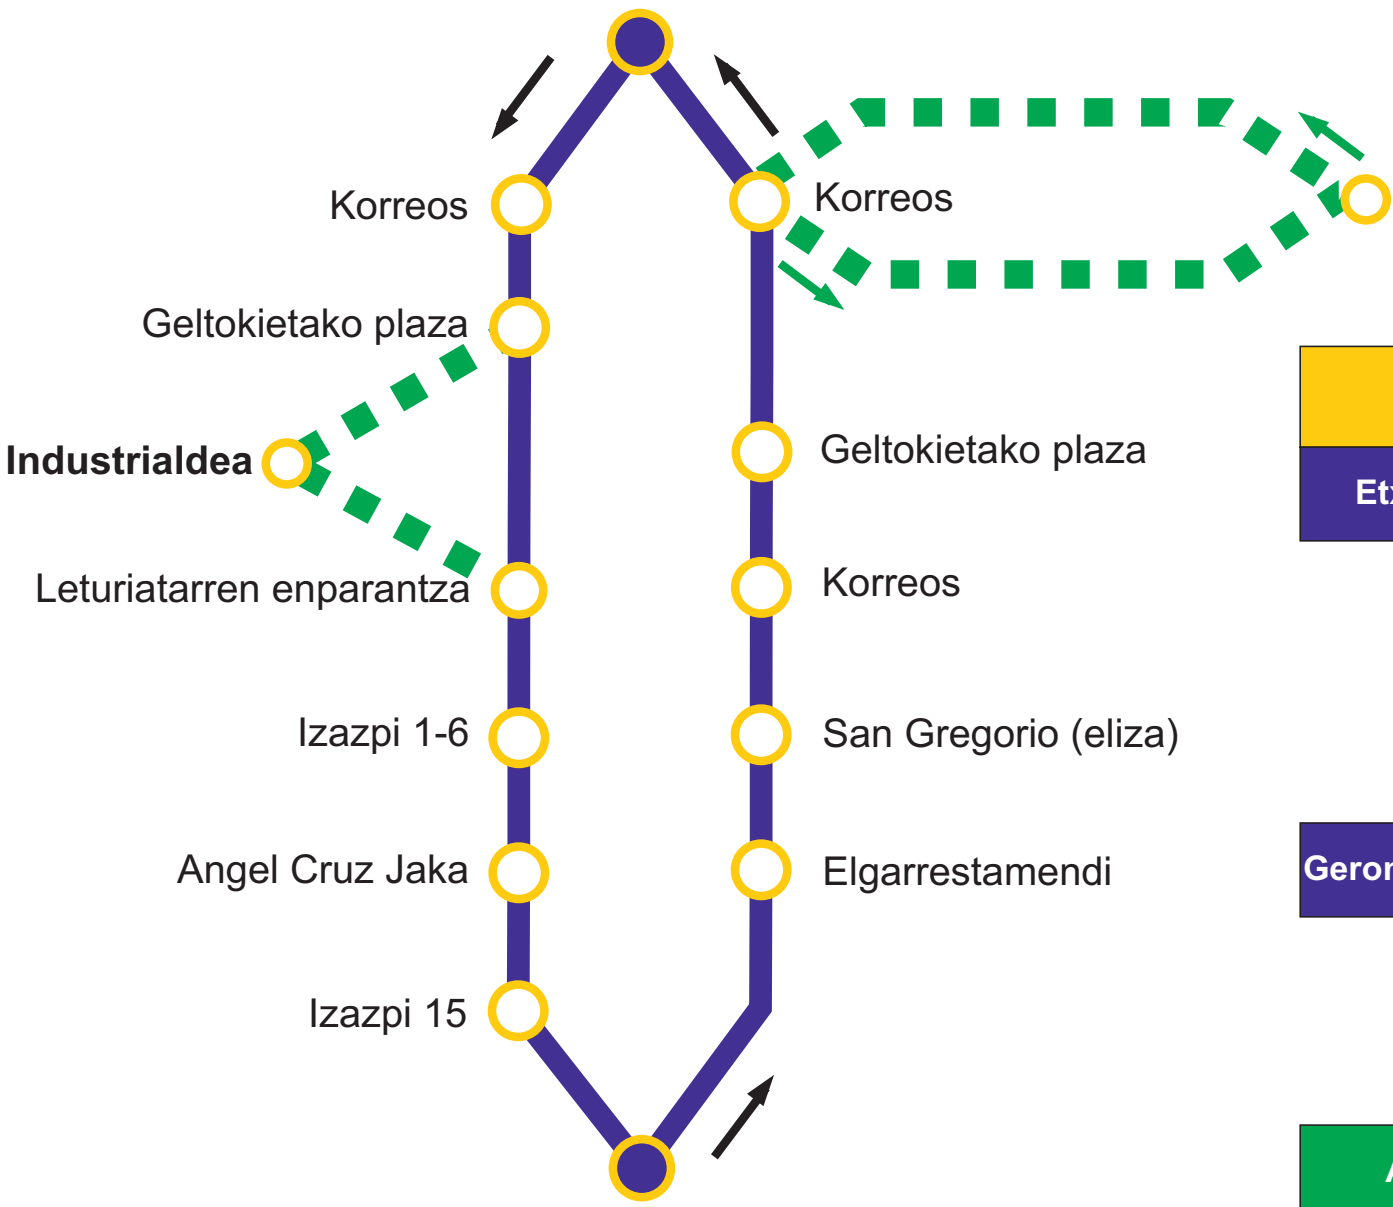 Korreos
Korreos
Geltokietako plaza
Geltokietako plaza
Industrialdea
Leturiatarren enparantza
Korreos
Izazpi 1-6
San Gregorio (eliza)
Angel Cruz Jaka
Elgarrestamendi
Izazpi 15